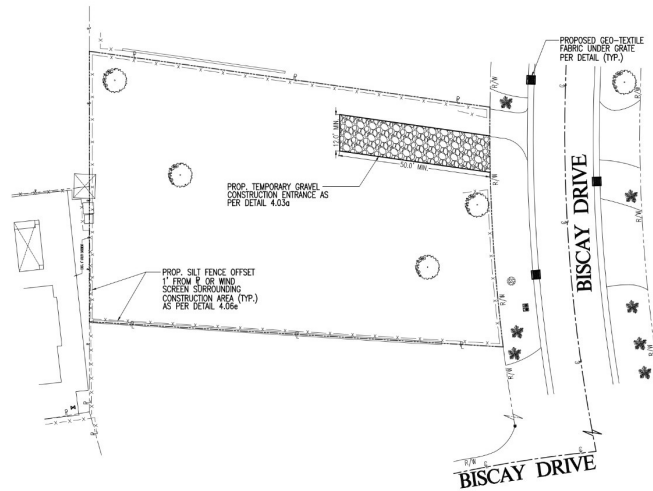 PROPOSED GEO-TEXTILE
FABRIC UNDER GRATE
PER DETAIL (TYP.)
R/W
R/W
12.0' MIN.
50.0' MIN.
PROP. TEMPORARY GRAVEL
CONSTRUCTION ENTRANCE AS
PER DETAIL 4.03a
R/W
R/W
BISCAY DRIVE
PROP. SILT FENCE OFFSET
1' FROM ⅊ OR WIND
SCREEN SURROUNDING
CONSTRUCTION AREA (TYP.)
AS PER DETAIL 4.06e
R/W
R/W
R/W
R/W
BISCAY DRIVE